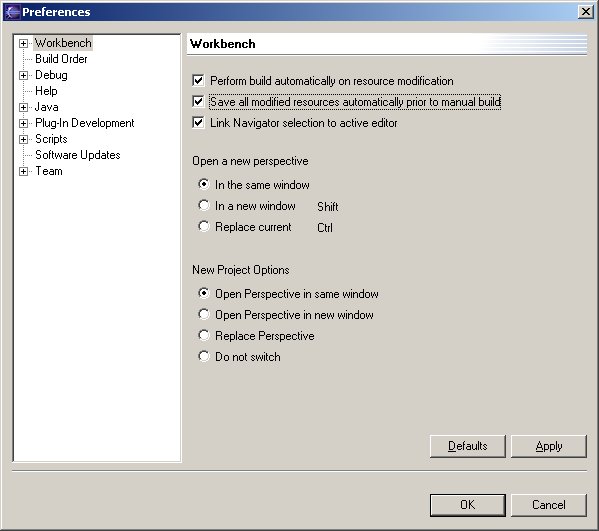 Preferences
Workbench
Build Order
Debug
Help
Java
Plug-In Development
Scripts
Software Updates
Team
Workbench
Perform build automatically on resource modification
Save all modified resources automatically prior to manual build
Link Navigator selection to active editor
Open a new perspective
In the same window
In a new window Shift
Replace current Ctrl
New Project Options
Open Perspective in same window
Open Perspective in new window
Replace Perspective
Do not switch
Defaults Apply
OK Cancel